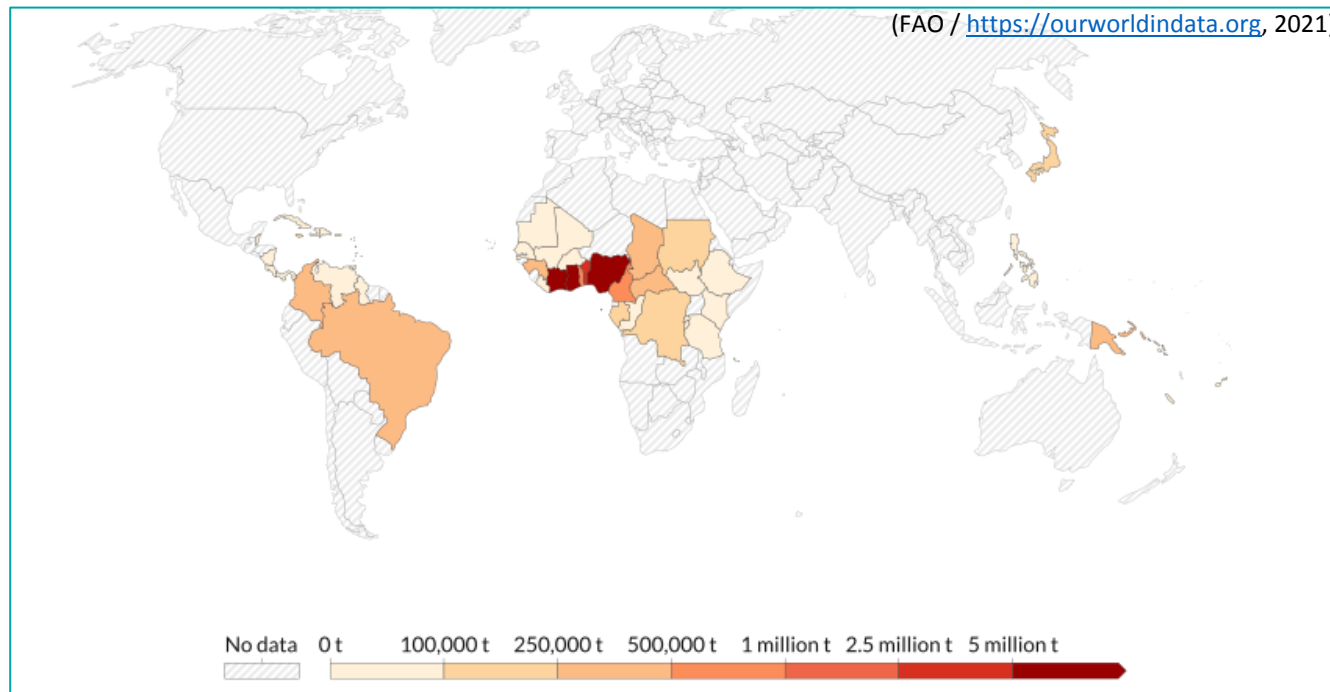 (FAO / https://ourworldindata.org, 2021)
No data 0 t 100,000 t 250,000 t 500,000 t 1 million t 2.5 million t 5 million t